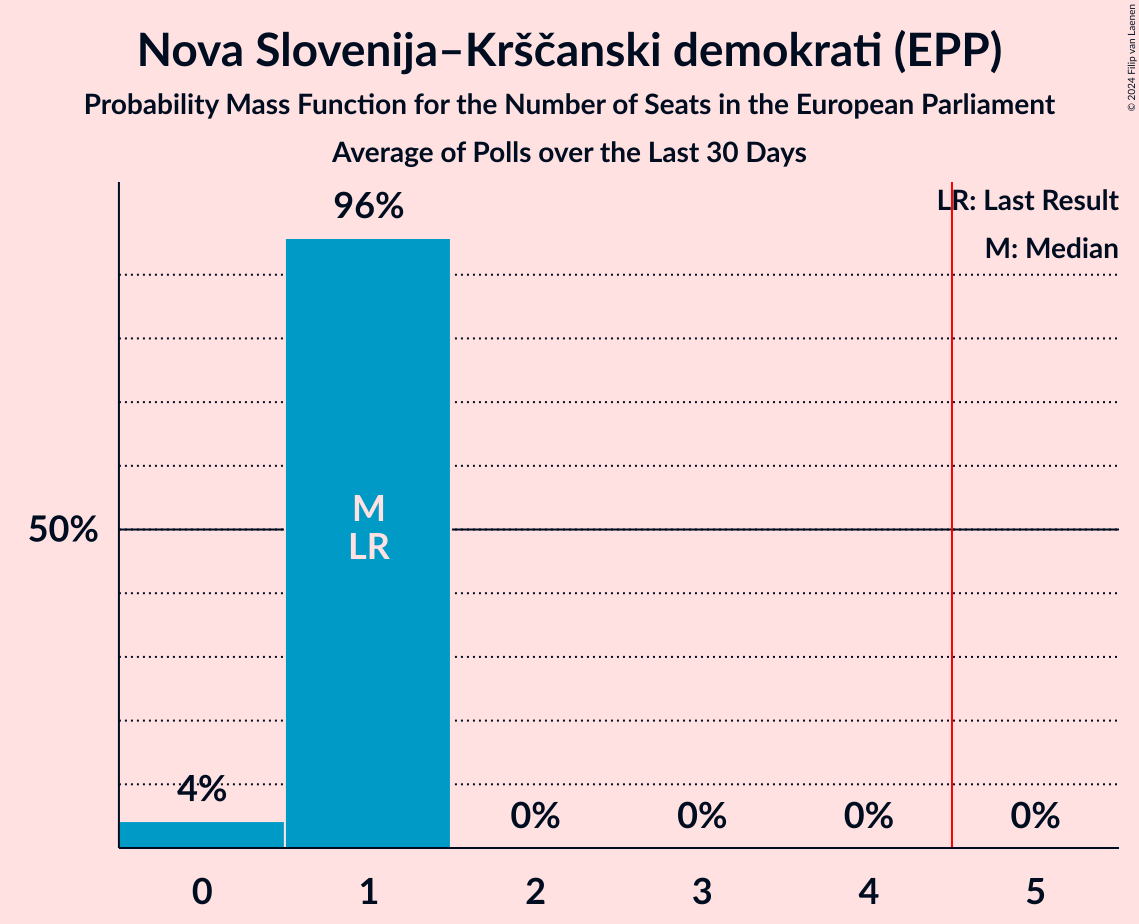 Nova Slovenija–Krščanski demokrati (EPP)
Probability Mass Function for the Number of Seats in the European Parliament
Average of Polls over the Last 30 Days
© 2024 Filip van Laenen
LR: Last Result
M: Median
96%
50%
M
LR
4%
0%
0%
0%
0%
0
1
2
3
4
5